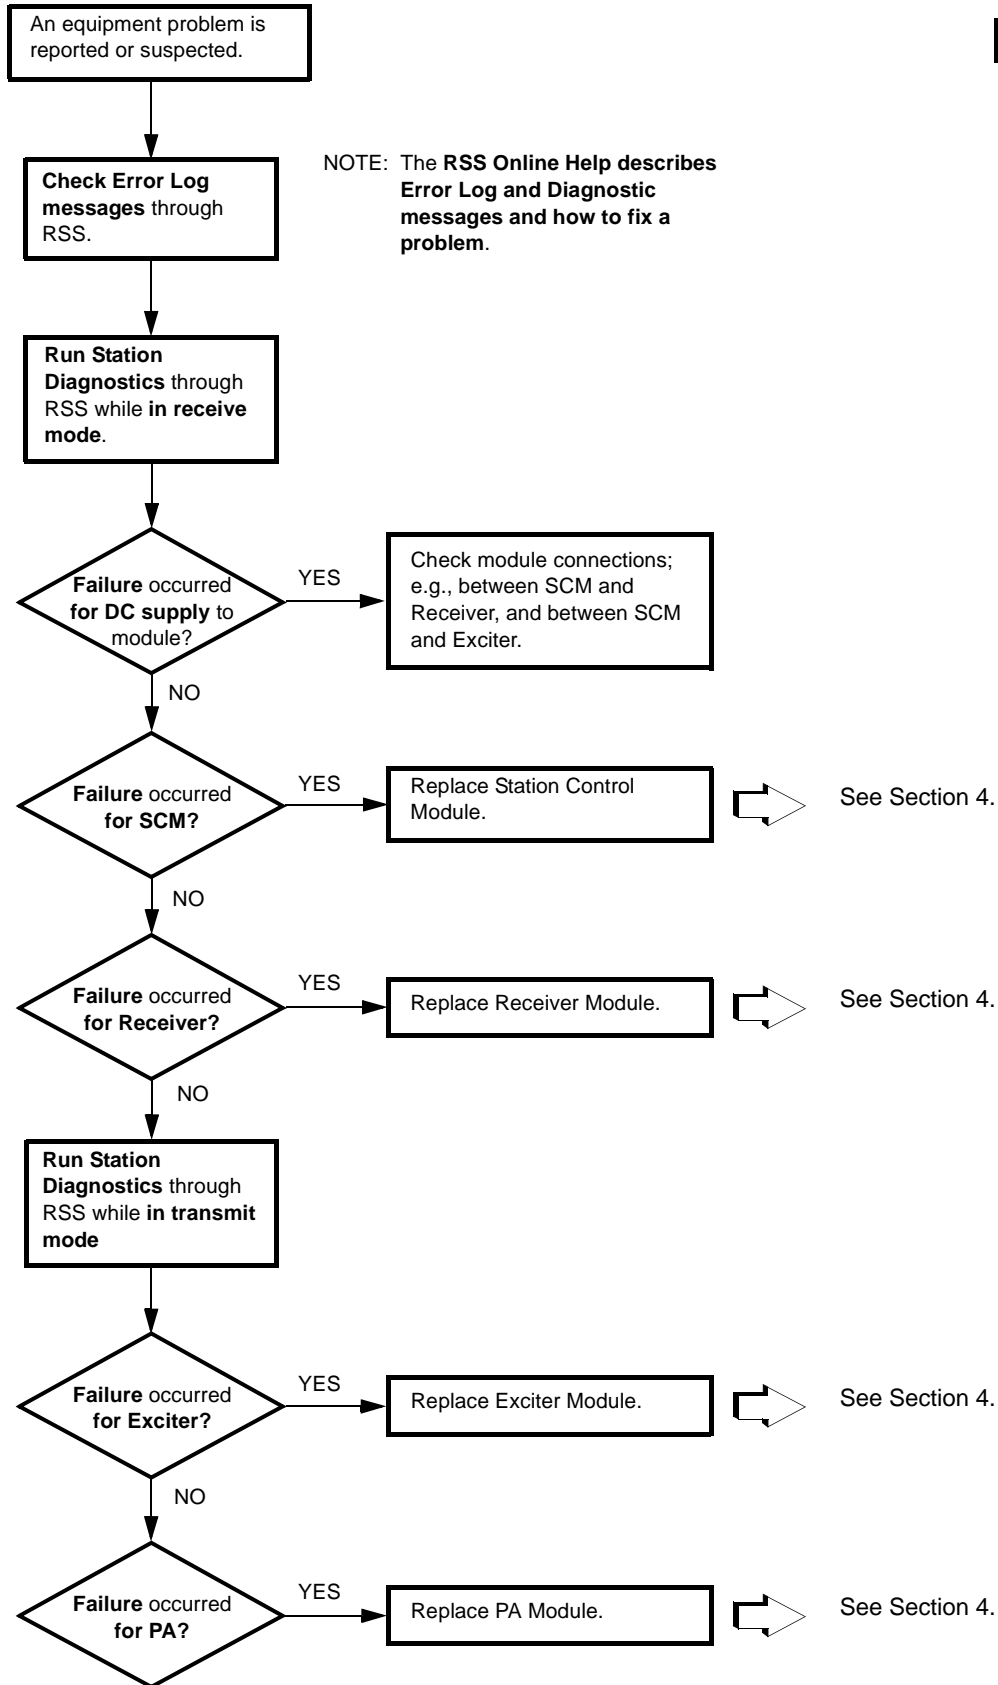 An equipment problem is
reported or suspected.
Check Error Log
messages through
RSS.
NOTE: The RSS Online Help describes
Error Log and Diagnostic
messages and how to fix a
problem.
Run Station
Diagnostics through
RSS while in receive
mode.
Failure occurred
for DC supply to
module?
YES
Check module connections;
e.g., between SCM and
Receiver, and between SCM
and Exciter.
NO
Failure occurred
for SCM?
YES
Replace Station Control
Module.
See Section 4.
NO
Failure occurred
for Receiver?
YES
Replace Receiver Module.
See Section 4.
NO
Run Station
Diagnostics through
RSS while in transmit
mode
Failure occurred
for Exciter?
YES
Replace Exciter Module.
See Section 4.
NO
Failure occurred
for PA?
YES
Replace PA Module.
See Section 4.